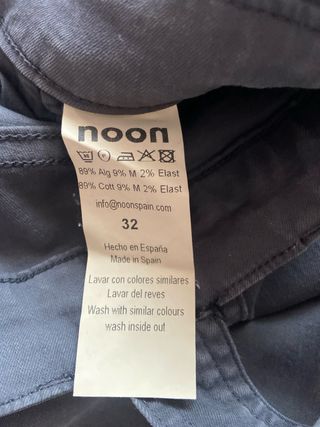 noon
89% Alg 9% M 2% Elast
89% Cott 9% M 2% Elast
info@noonspain.com
32
Hecho en España
Made in Spain
Lavar con colores similares
Lavar del reves
Wash with similar colours
wash inside out